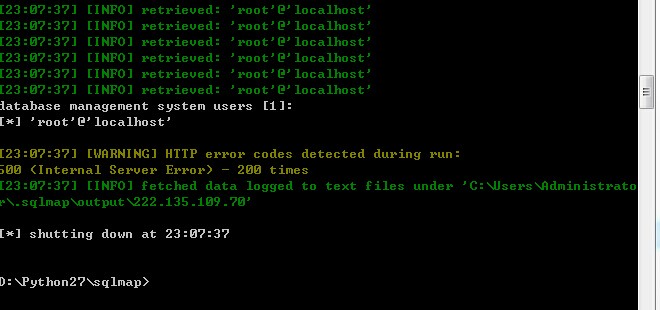 [23:07:37] [INFO] retrieved: 'root'@'localhost'
[23:07:37] [INFO] retrieved: 'root'@'localhost'
[23:07:37] [INFO] retrieved: 'root'@'localhost'
[23:07:37] [INFO] retrieved: 'root'@'localhost'
[23:07:37] [INFO] retrieved: 'root'@'localhost'
[23:07:37] [INFO] retrieved: 'root'@'localhost'
database management system users [1]:
[*] 'root'@'localhost'
[23:07:37] [WARNING] HTTP error codes detected during run:
500 (Internal Server Error) - 200 times
[23:07:37] [INFO] fetched data logged to text files under 'C:\Users\Administrato
r\.sqlmap\output\222.135.109.70'
[*] shutting down at 23:07:37
D:\Python27\sqlmap>